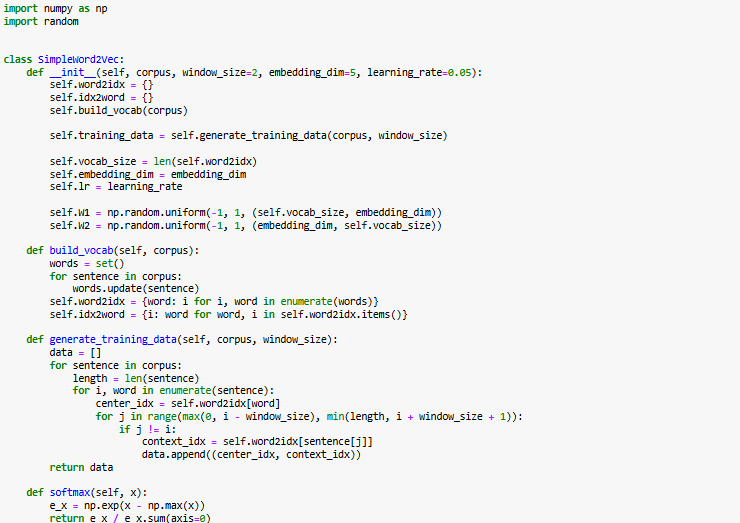 import numpy as np
import random
class SimpleWord2Vec:
def __init__(self, corpus, window_size=2, embedding_dim=5, learning_rate=0.05):
self.word2idx = {}
self.idx2word = {}
self.build_vocab(corpus)
self.training_data = self.generate_training_data(corpus, window_size)
self.vocab_size = len(self.word2idx)
self.embedding_dim = embedding_dim
self.lr = learning_rate
self.W1 = np.random.uniform(-1, 1, (self.vocab_size, embedding_dim))
self.W2 = np.random.uniform(-1, 1, (embedding_dim, self.vocab_size))
def build_vocab(self, corpus):
words = set()
for sentence in corpus:
words.update(sentence)
self.word2idx = {word: i for i, word in enumerate(words)}
self.idx2word = {i: word for word, i in self.word2idx.items()}
def generate_training_data(self, corpus, window_size):
data = []
for sentence in corpus:
length = len(sentence)
for i, word in enumerate(sentence):
center_idx = self.word2idx[word]
for j in range(max(0, i - window_size), min(length, i + window_size + 1)):
if j != i:
context_idx = self.word2idx[sentence[j]]
data.append((center_idx, context_idx))
return data
def softmax(self, x):
e_x = np.exp(x - np.max(x))
return e_x / e_x.sum(axis=0)